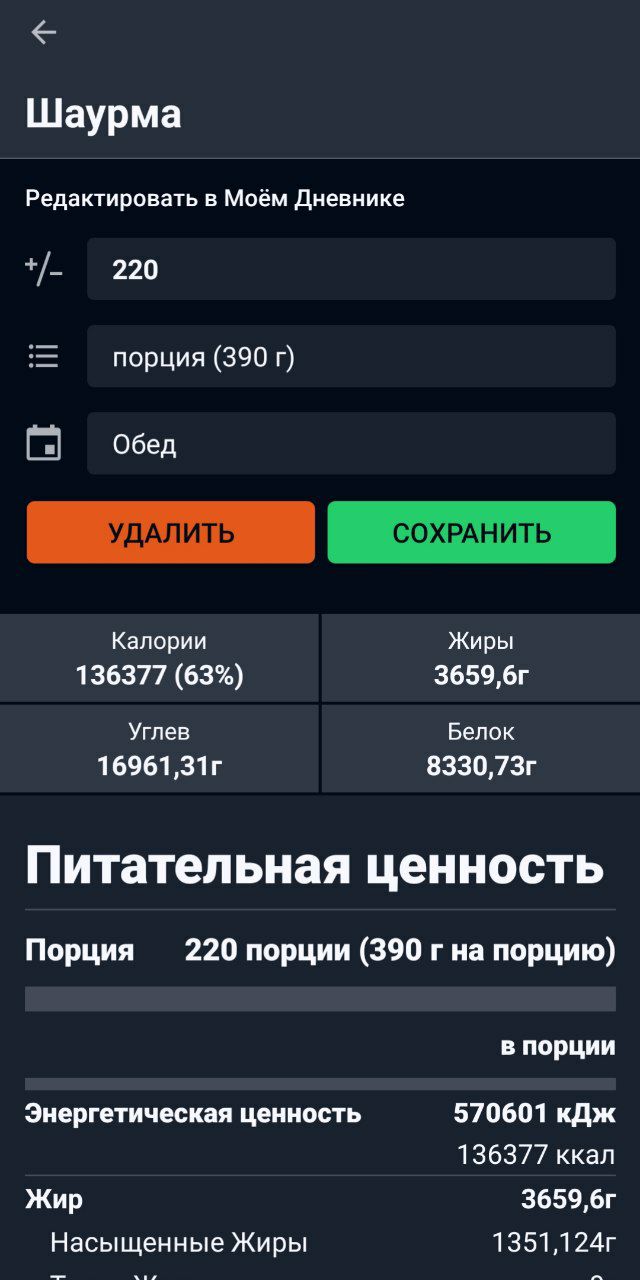 Шаурма
Редактировать в Моём Дневнике
+/−
220
порция (390 г)
Обед
УДАЛИТЬ СОХРАНИТЬ
Калории Жиры
136377 (63%) 3659,6г
Углев Белок
16961,31г 8330,73г
Питательная ценность
Порция 220 порции (390 г на порцию)
в порции
Энергетическая ценность 570601 кДж
136377 ккал
Жир 3659,6г
Насыщенные Жиры 1351,124г